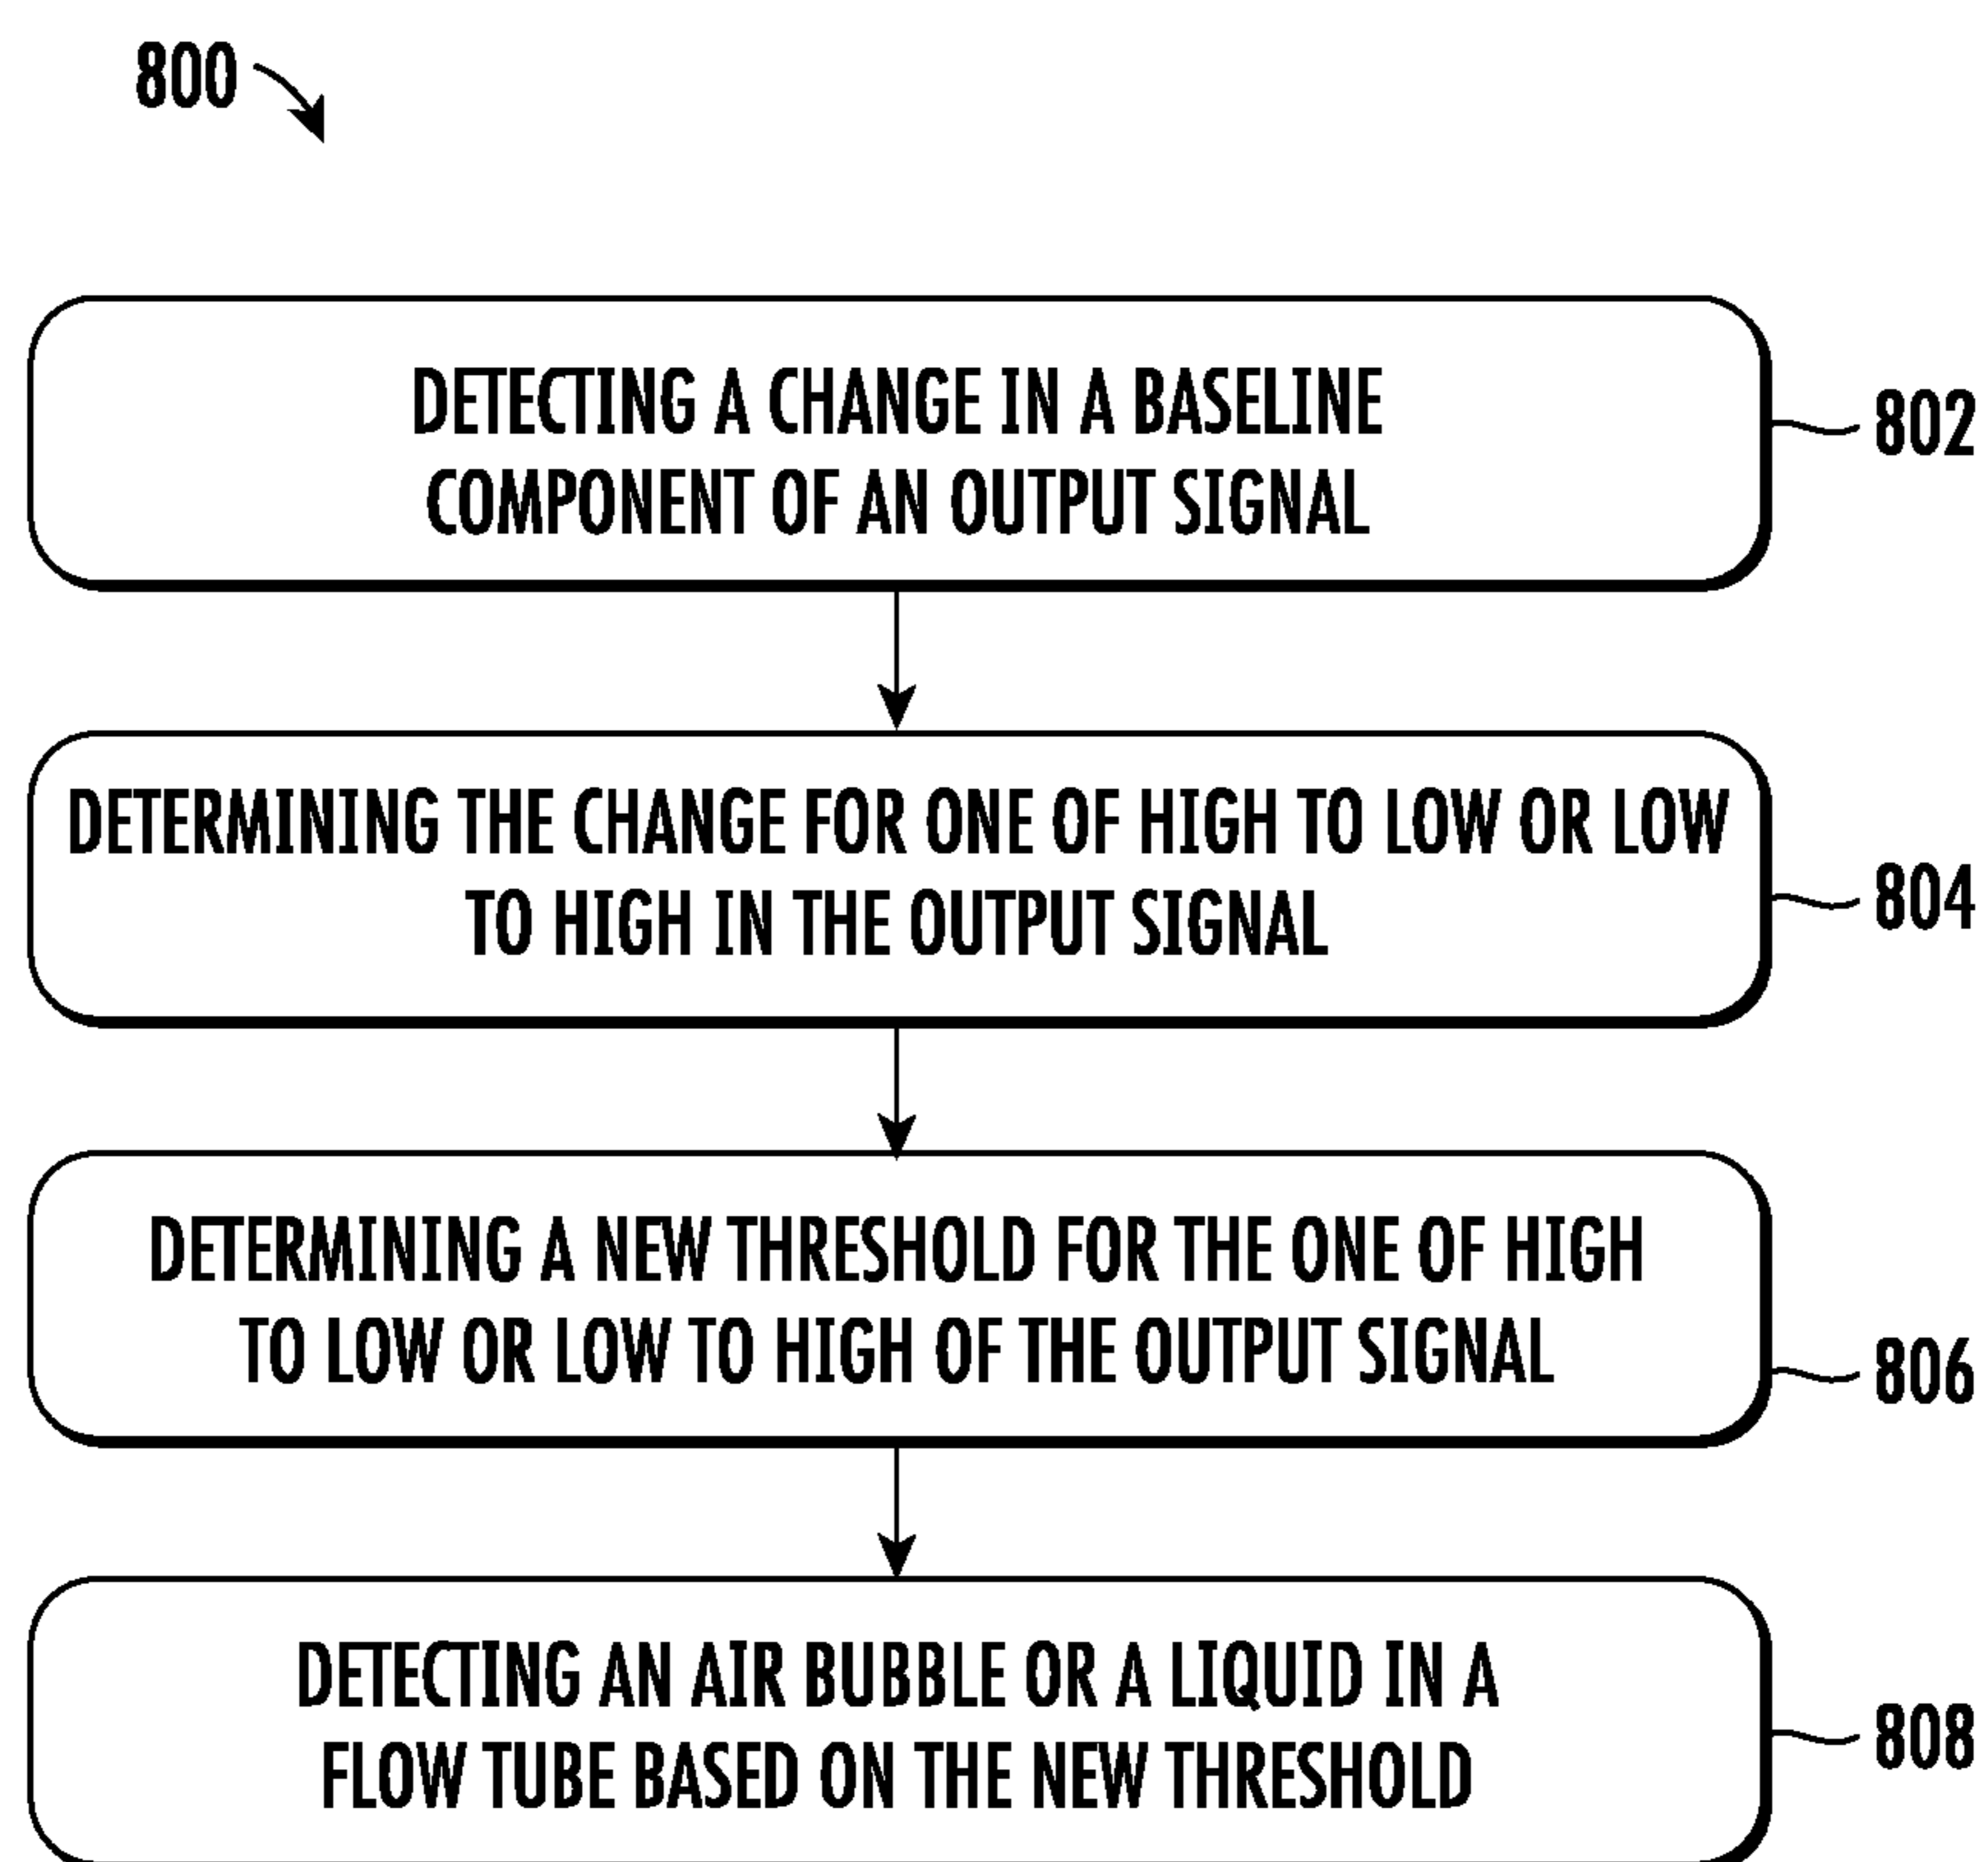 800
DETECTING A CHANGE IN A BASELINE
COMPONENT OF AN OUTPUT SIGNAL
802
DETERMINING THE CHANGE FOR ONE OF HIGH TO LOW OR LOW
TO HIGH IN THE OUTPUT SIGNAL
804
DETERMINING A NEW THRESHOLD FOR THE ONE OF HIGH
TO LOW OR LOW TO HIGH OF THE OUTPUT SIGNAL
806
DETECTING AN AIR BUBBLE OR A LIQUID IN A
FLOW TUBE BASED ON THE NEW THRESHOLD
808